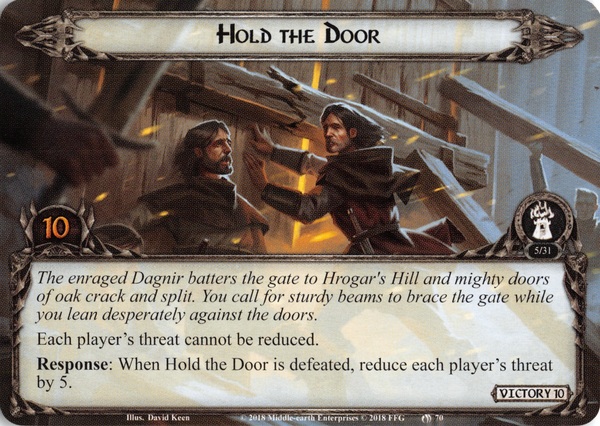 HOLD THE DOOR
10
5/31
The enraged Dagnir batters the gate to Hrogar's Hill and mighty doors
of oak crack and split. You call for sturdy beams to brace the gate while
you lean desperately against the doors.
Each player's threat cannot be reduced.
Response: When Hold the Door is defeated, reduce each player's threat
by 5.
VICTORY 10
Illus. David Keen © 2018 Middle-earth Enterprises © 2018 FFG 70